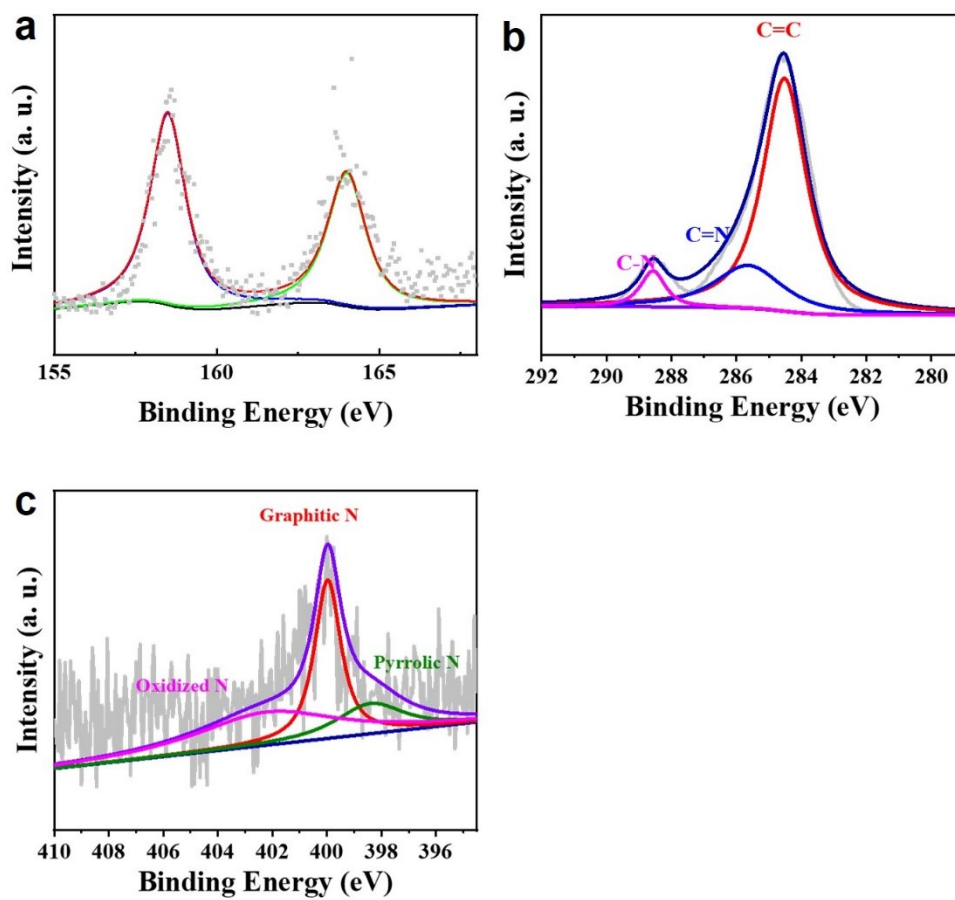 a
Intensity (a. u.)
155 160 165
Binding Energy (eV)
b
C=C
C=N
C-N
Intensity (a. u.)
292 290 288 286 284 282 280
Binding Energy (eV)
c
Graphitic N
Pyrrolic N
Oxidized N
Intensity (a. u.)
410 408 406 404 402 400 398 396
Binding Energy (eV)